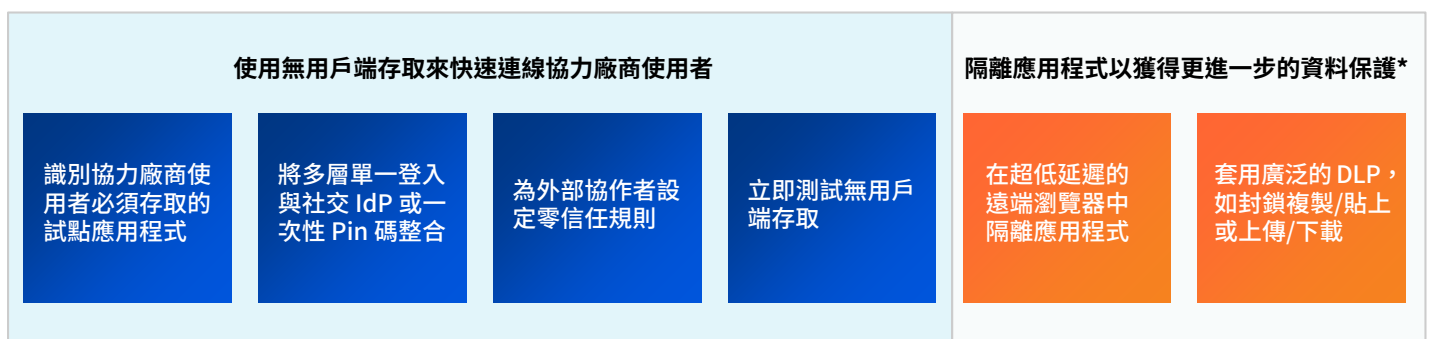 使用無用戶端存取來快速連線協力廠商使用者
隔離應用程式以獲得更進一步的資料保護*
識別協力廠商使
用者必須存取的
試點應用程式
將多層單一登入
與社交 IdP 或一
次性 Pin 碼整合
為外部協作者設
定零信任規則
立即測試無用戶
端存取
在超低延遲的
遠端瀏覽器中
隔離應用程式
套用廣泛的 DLP，
如封鎖複製/貼上
或上傳/下載